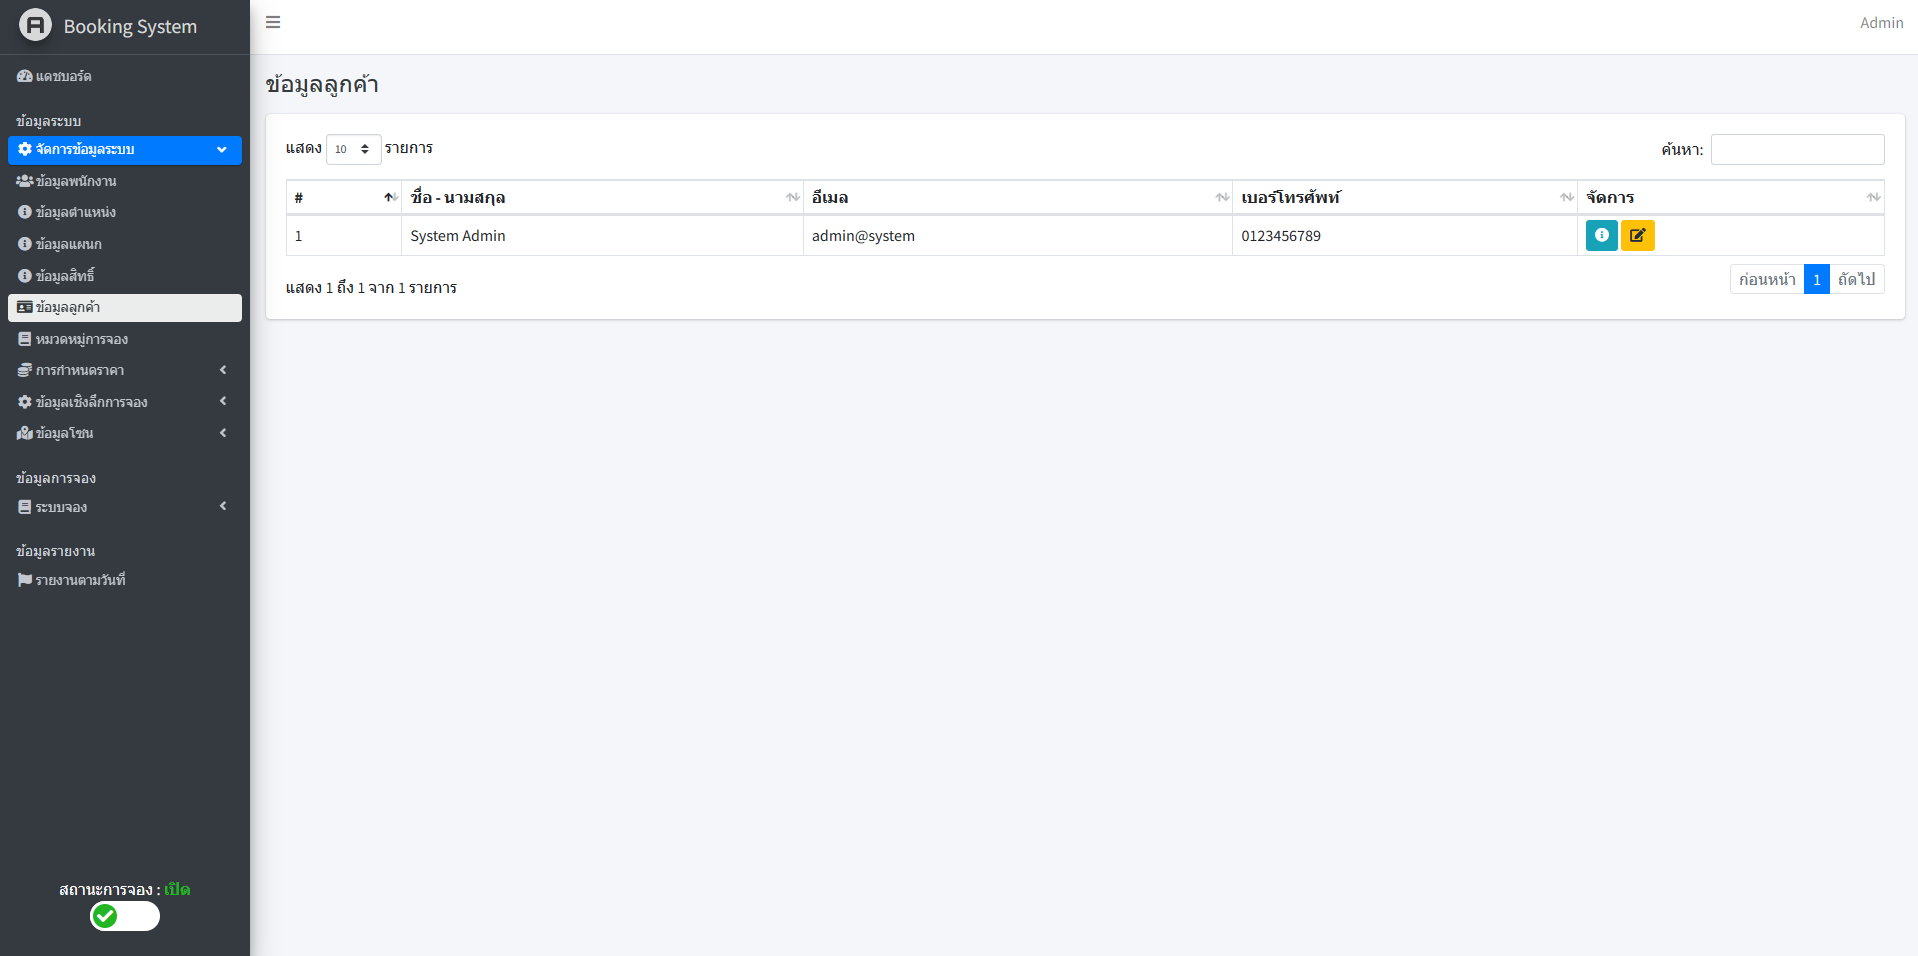 Booking System
Admin
แดชบอร์ด
ข้อมูลระบบ
จัดการข้อมูลระบบ
ข้อมูลพนักงาน
ข้อมูลตำแหน่ง
ข้อมูลแผนก
ข้อมูลสิทธิ์
ข้อมูลลูกค้า
หมวดหมู่การจอง
การกำหนดราคา
ข้อมูลเชิงลึกการจอง
ข้อมูลโซน
ข้อมูลการจอง
ระบบจอง
ข้อมูลรายงาน
รายงานตามวันที่
สถานะการจอง : เปิด
ข้อมูลลูกค้า
แสดง 10 รายการ
ค้นหา:
# ชื่อ - นามสกุล อีเมล เบอร์โทรศัพท์ จัดการ
1 System Admin admin@system 0123456789
แสดง 1 ถึง 1 จาก 1 รายการ
ก่อนหน้า 1 ถัดไป